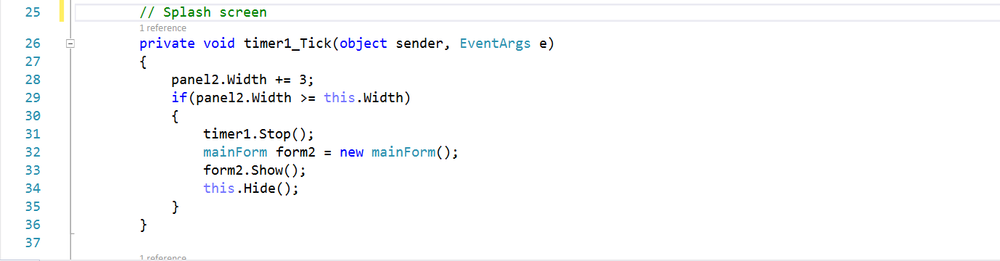 25 // Splash screen
1 reference
26 private void timer1_Tick(object sender, EventArgs e)
27 {
28 panel2.Width += 3;
29 if(panel2.Width >= this.Width)
30 {
31 timer1.Stop();
32 mainForm form2 = new mainForm();
33 form2.Show();
34 this.Hide();
35 }
36 }
37
1 reference